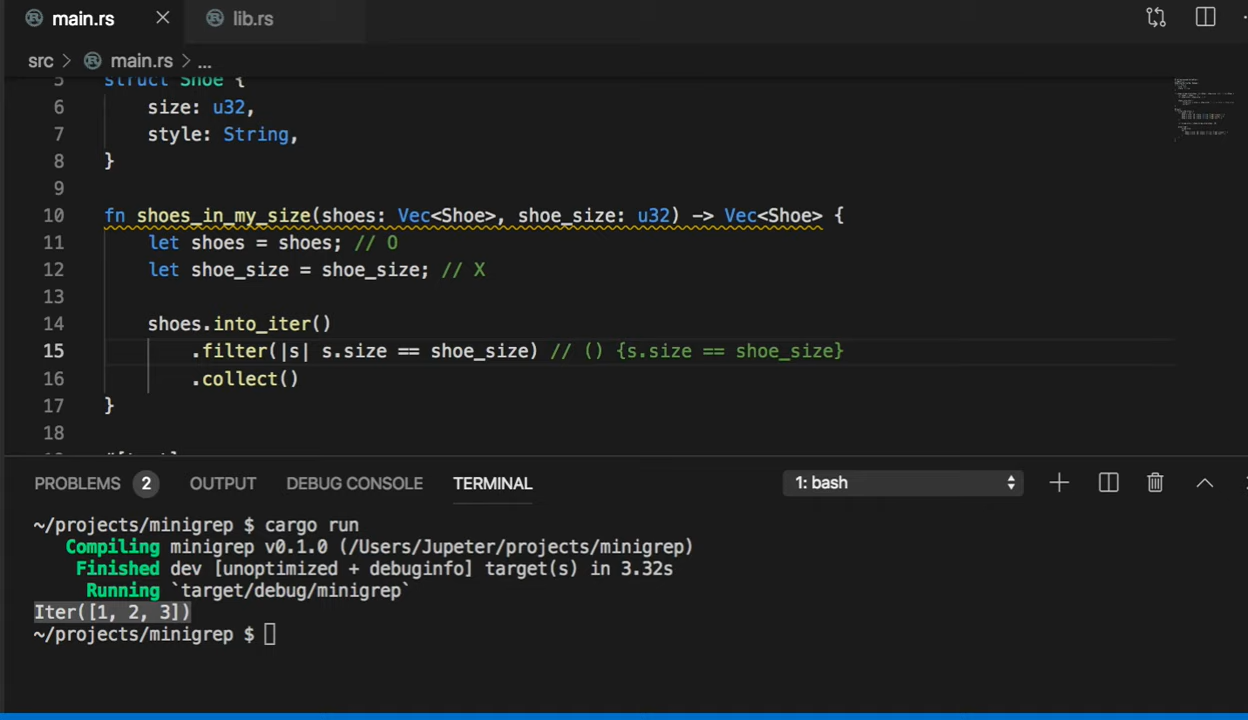 main.rs
lib.rs
src > main.rs > ...
5 struct Shoe {
6 size: u32,
7 style: String,
8 }
9
10 fn shoes_in_my_size(shoes: Vec<Shoe>, shoe_size: u32) -> Vec<Shoe> {
11 let shoes = shoes; // O
12 let shoe_size = shoe_size; // X
13
14 shoes.into_iter()
15 .filter(|s| s.size == shoe_size) // () {s.size == shoe_size}
16 .collect()
17 }
18
PROBLEMS 2 OUTPUT DEBUG CONSOLE TERMINAL 1: bash
~/projects/minigrep $ cargo run
Compiling minigrep v0.1.0 (/Users/Jupeter/projects/minigrep)
Finished dev [unoptimized + debuginfo] target(s) in 3.32s
Running `target/debug/minigrep`
Iter([1, 2, 3])
~/projects/minigrep $